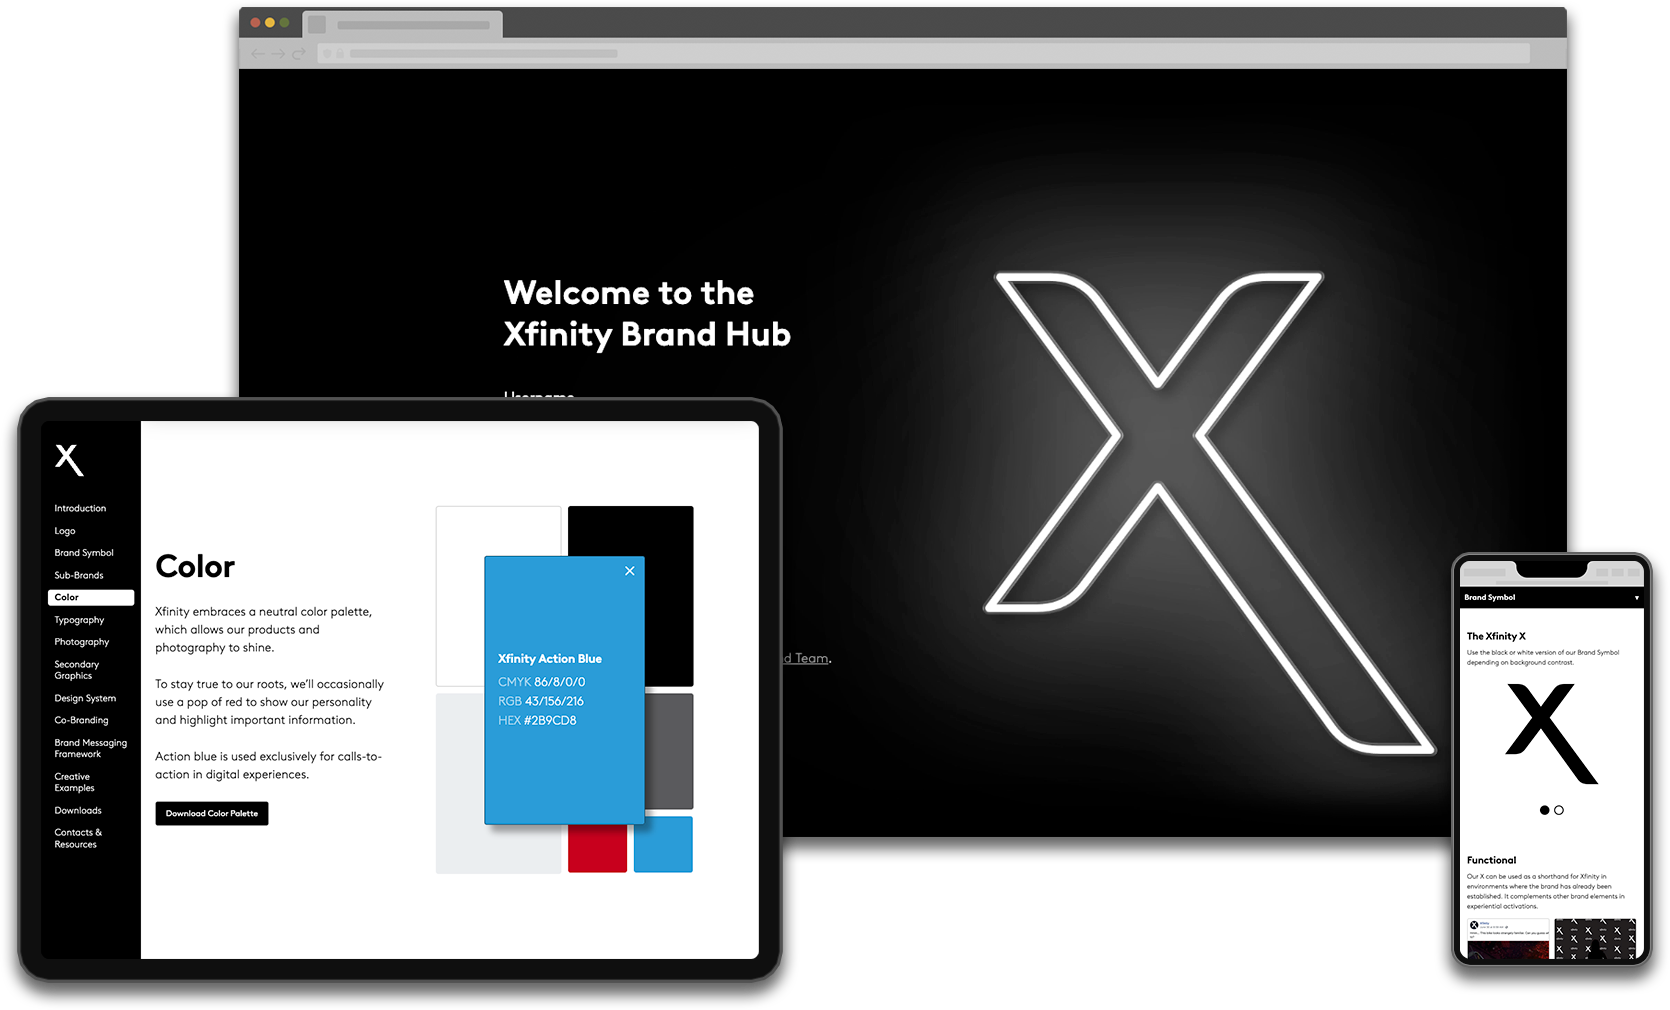 Welcome to the
Xfinity Brand Hub
Username
d Team.
X
Introduction
Logo
Brand Symbol
Sub-Brands
Color
Typography
Photography
Secondary
Graphics
Design System
Co-Branding
Brand Messaging
Framework
Creative
Examples
Downloads
Contacts &
Resources
Color
Xfinity embraces a neutral color palette,
which allows our products and
photography to shine.
To stay true to our roots, we’ll occasionally
use a pop of red to show our personality
and highlight important information.
Action blue is used exclusively for calls-to-
action in digital experiences.
Download Color Palette
Xfinity Action Blue
CMYK 86/8/0/0
RGB 43/156/216
HEX #2B9CD8
Brand Symbol
The Xfinity X
Use the black or white version of our Brand Symbol
depending on background contrast.
Functional
Our X can be used as a shorthand for Xfinity in
environments where the brand has already been
established. It complements other brand elements in
experiential activations.